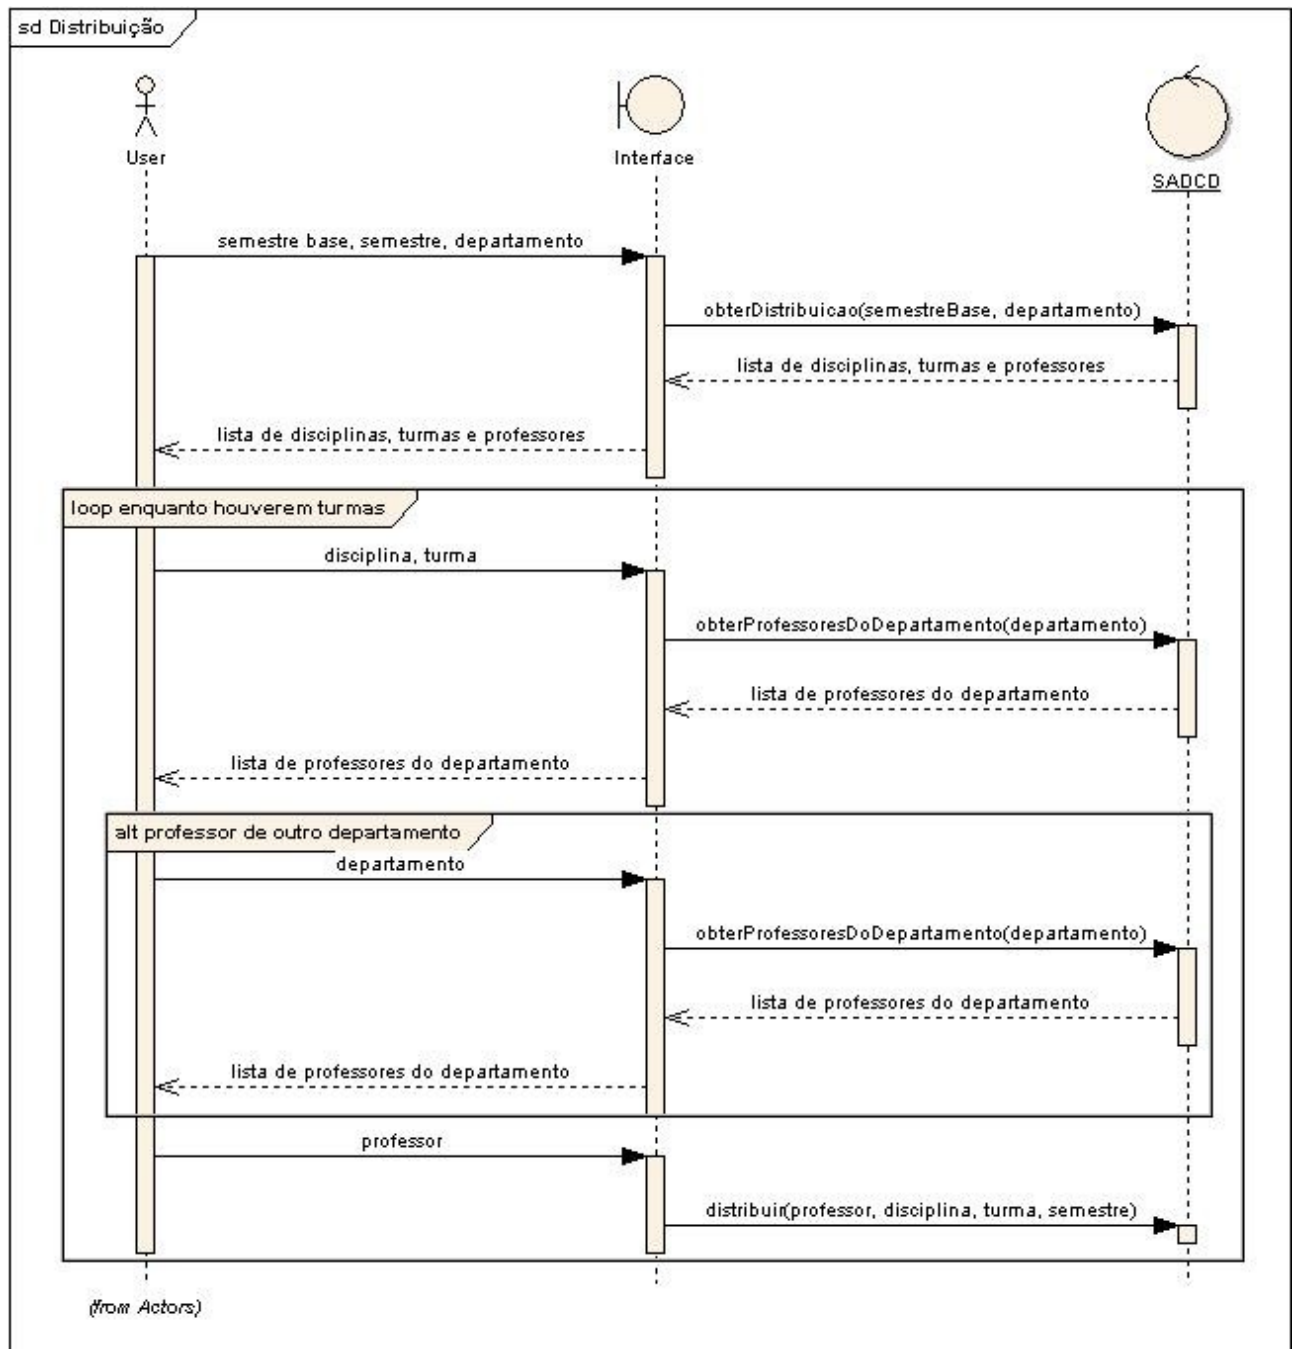 sd Distribuição
User
Interface
SADCD
semestre base, semestre, departamento
obterDistribuicao(semestreBase, departamento)
lista de disciplinas, turmas e professores
lista de disciplinas, turmas e professores
loop enquanto houverem turmas
disciplina, turma
obterProfessoresDoDepartamento(departamento)
lista de professores do departamento
lista de professores do departamento
alt professor de outro departamento
departamento
obterProfessoresDoDepartamento(departamento)
lista de professores do departamento
lista de professores do departamento
professor
distribuir(professor, disciplina, turma, semestre)
(from Actors)